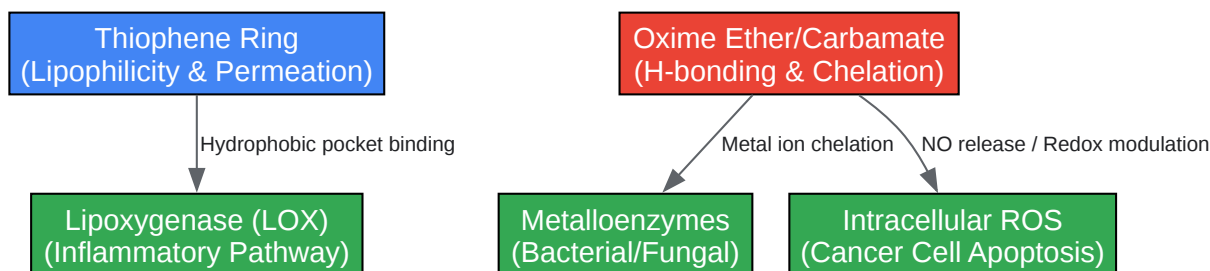 Thiophene Ring
(Lipophilicity & Permeation)
Oxime Ether/Carbamate
(H-bonding & Chelation)
Hydrophobic pocket binding
Metal ion chelation
NO release / Redox modulation
Lipoxygenase (LOX)
(Inflammatory Pathway)
Metalloenzymes
(Bacterial/Fungal)
Intracellular ROS
(Cancer Cell Apoptosis)